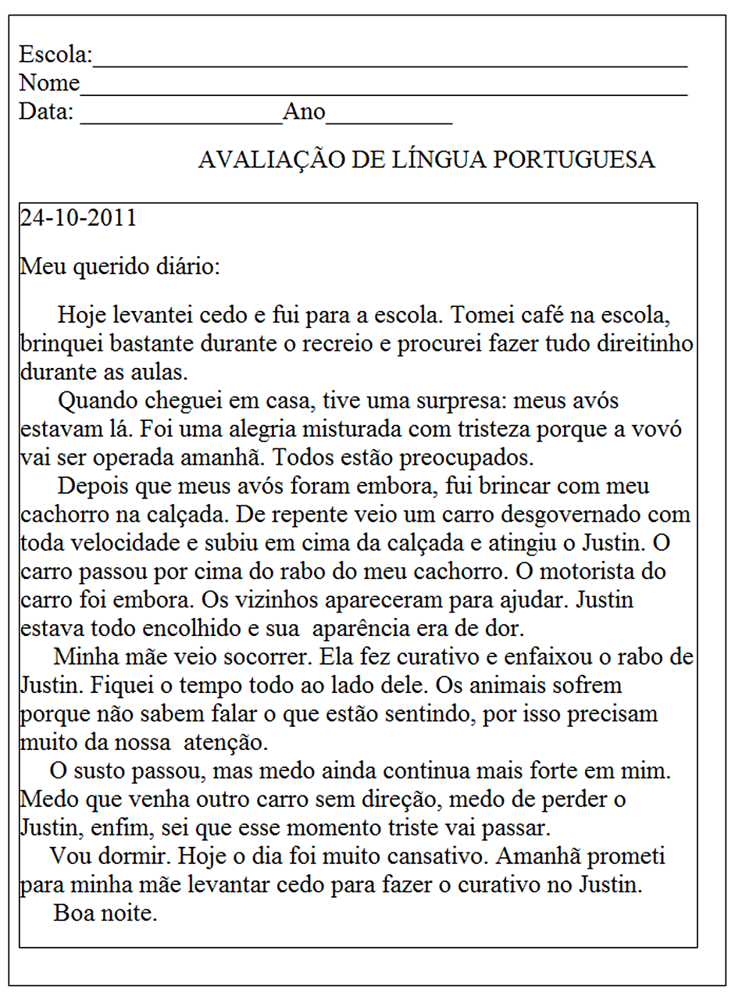 Escola:_______________________________________________
Nome________________________________________________
Data: ________________Ano__________
AVALIAÇÃO DE LÍNGUA PORTUGUESA
24-10-2011
Meu querido diário:
Hoje levantei cedo e fui para a escola. Tomei café na escola,
brinquei bastante durante o recreio e procurei fazer tudo direitinho
durante as aulas.
Quando cheguei em casa, tive uma surpresa: meus avós
estavam lá. Foi uma alegria misturada com tristeza porque a vovó
vai ser operada amanhã. Todos estão preocupados.
Depois que meus avós foram embora, fui brincar com meu
cachorro na calçada. De repente veio um carro desgovernado com
toda velocidade e subiu em cima da calçada e atingiu o Justin. O
carro passou por cima do rabo do meu cachorro. O motorista do
carro foi embora. Os vizinhos apareceram para ajudar. Justin
estava todo encolhido e sua  aparência era de dor.
Minha mãe veio socorrer. Ela fez curativo e enfaixou o rabo de
Justin. Fiquei o tempo todo ao lado dele. Os animais sofrem
porque não sabem falar o que estão sentindo, por isso precisam
muito da nossa  atenção.
O susto passou, mas medo ainda continua mais forte em mim.
Medo que venha outro carro sem direção, medo de perder o
Justin, enfim, sei que esse momento triste vai passar.
Vou dormir. Hoje o dia foi muito cansativo. Amanhã prometi
para minha mãe levantar cedo para fazer o curativo no Justin.
Boa noite.